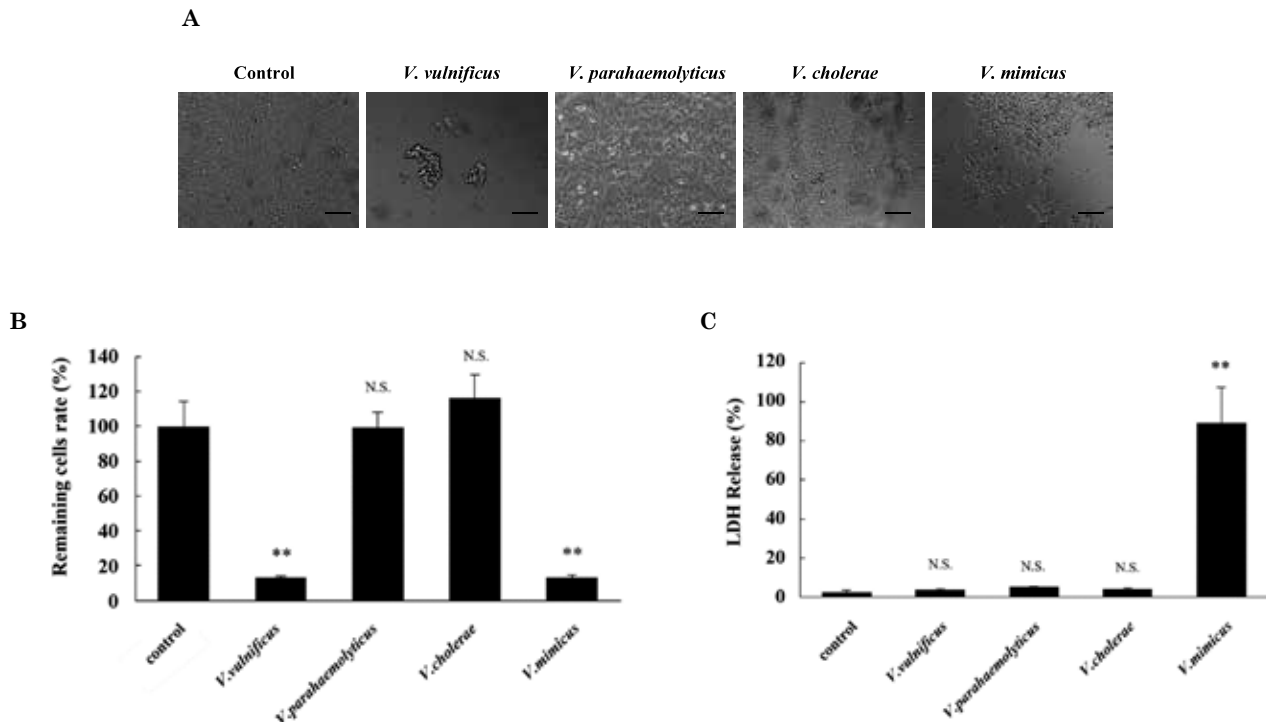 A
Control V. vulnificus V. parahaemolyticus V. cholerae V. mimicus
B
Remaining cells rate (%)
140
120
100
80
60
40
20
0
**
N.S.
N.S.
**
control
V.vulnificus
V.parahaemolyticus
V.cholerae
V.mimicus
C
LDH Release (%)
120
100
80
60
40
20
0
N.S.
N.S.
N.S.
**
control
V.vulnificus
V.parahaemolyticus
V.cholerae
V.mimicus